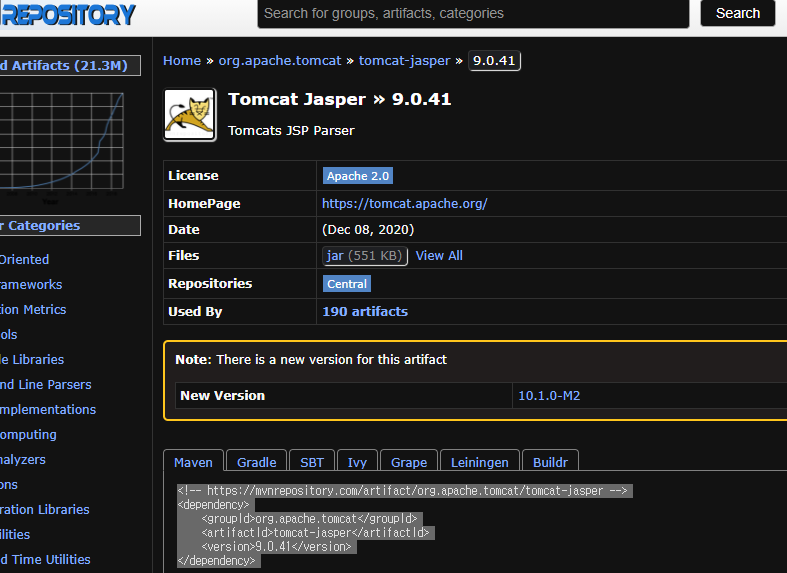 REPOSITORY
Search for groups, artifacts, categories
Search
d Artifacts (21.3M)
Year
r Categories
Oriented
rameworks
ion Metrics
ols
le Libraries
nd Line Parsers
mplementations
omputing
nalyzers
ons
ration Libraries
ilities
d Time Utilities
Home » org.apache.tomcat » tomcat-jasper » 9.0.41
Tomcat Jasper » 9.0.41
Tomcats JSP Parser
License Apache 2.0
HomePage https://tomcat.apache.org/
Date (Dec 08, 2020)
Files jar (551 KB) View All
Repositories Central
Used By 190 artifacts
Note: There is a new version for this artifact
New Version 10.1.0-M2
Maven Gradle SBT Ivy Grape Leiningen Buildr
<!-- https://mvnrepository.com/artifact/org.apache.tomcat/tomcat-jasper -->
<dependency>
    <groupId>org.apache.tomcat</groupId>
    <artifactId>tomcat-jasper</artifactId>
    <version>9.0.41</version>
</dependency>